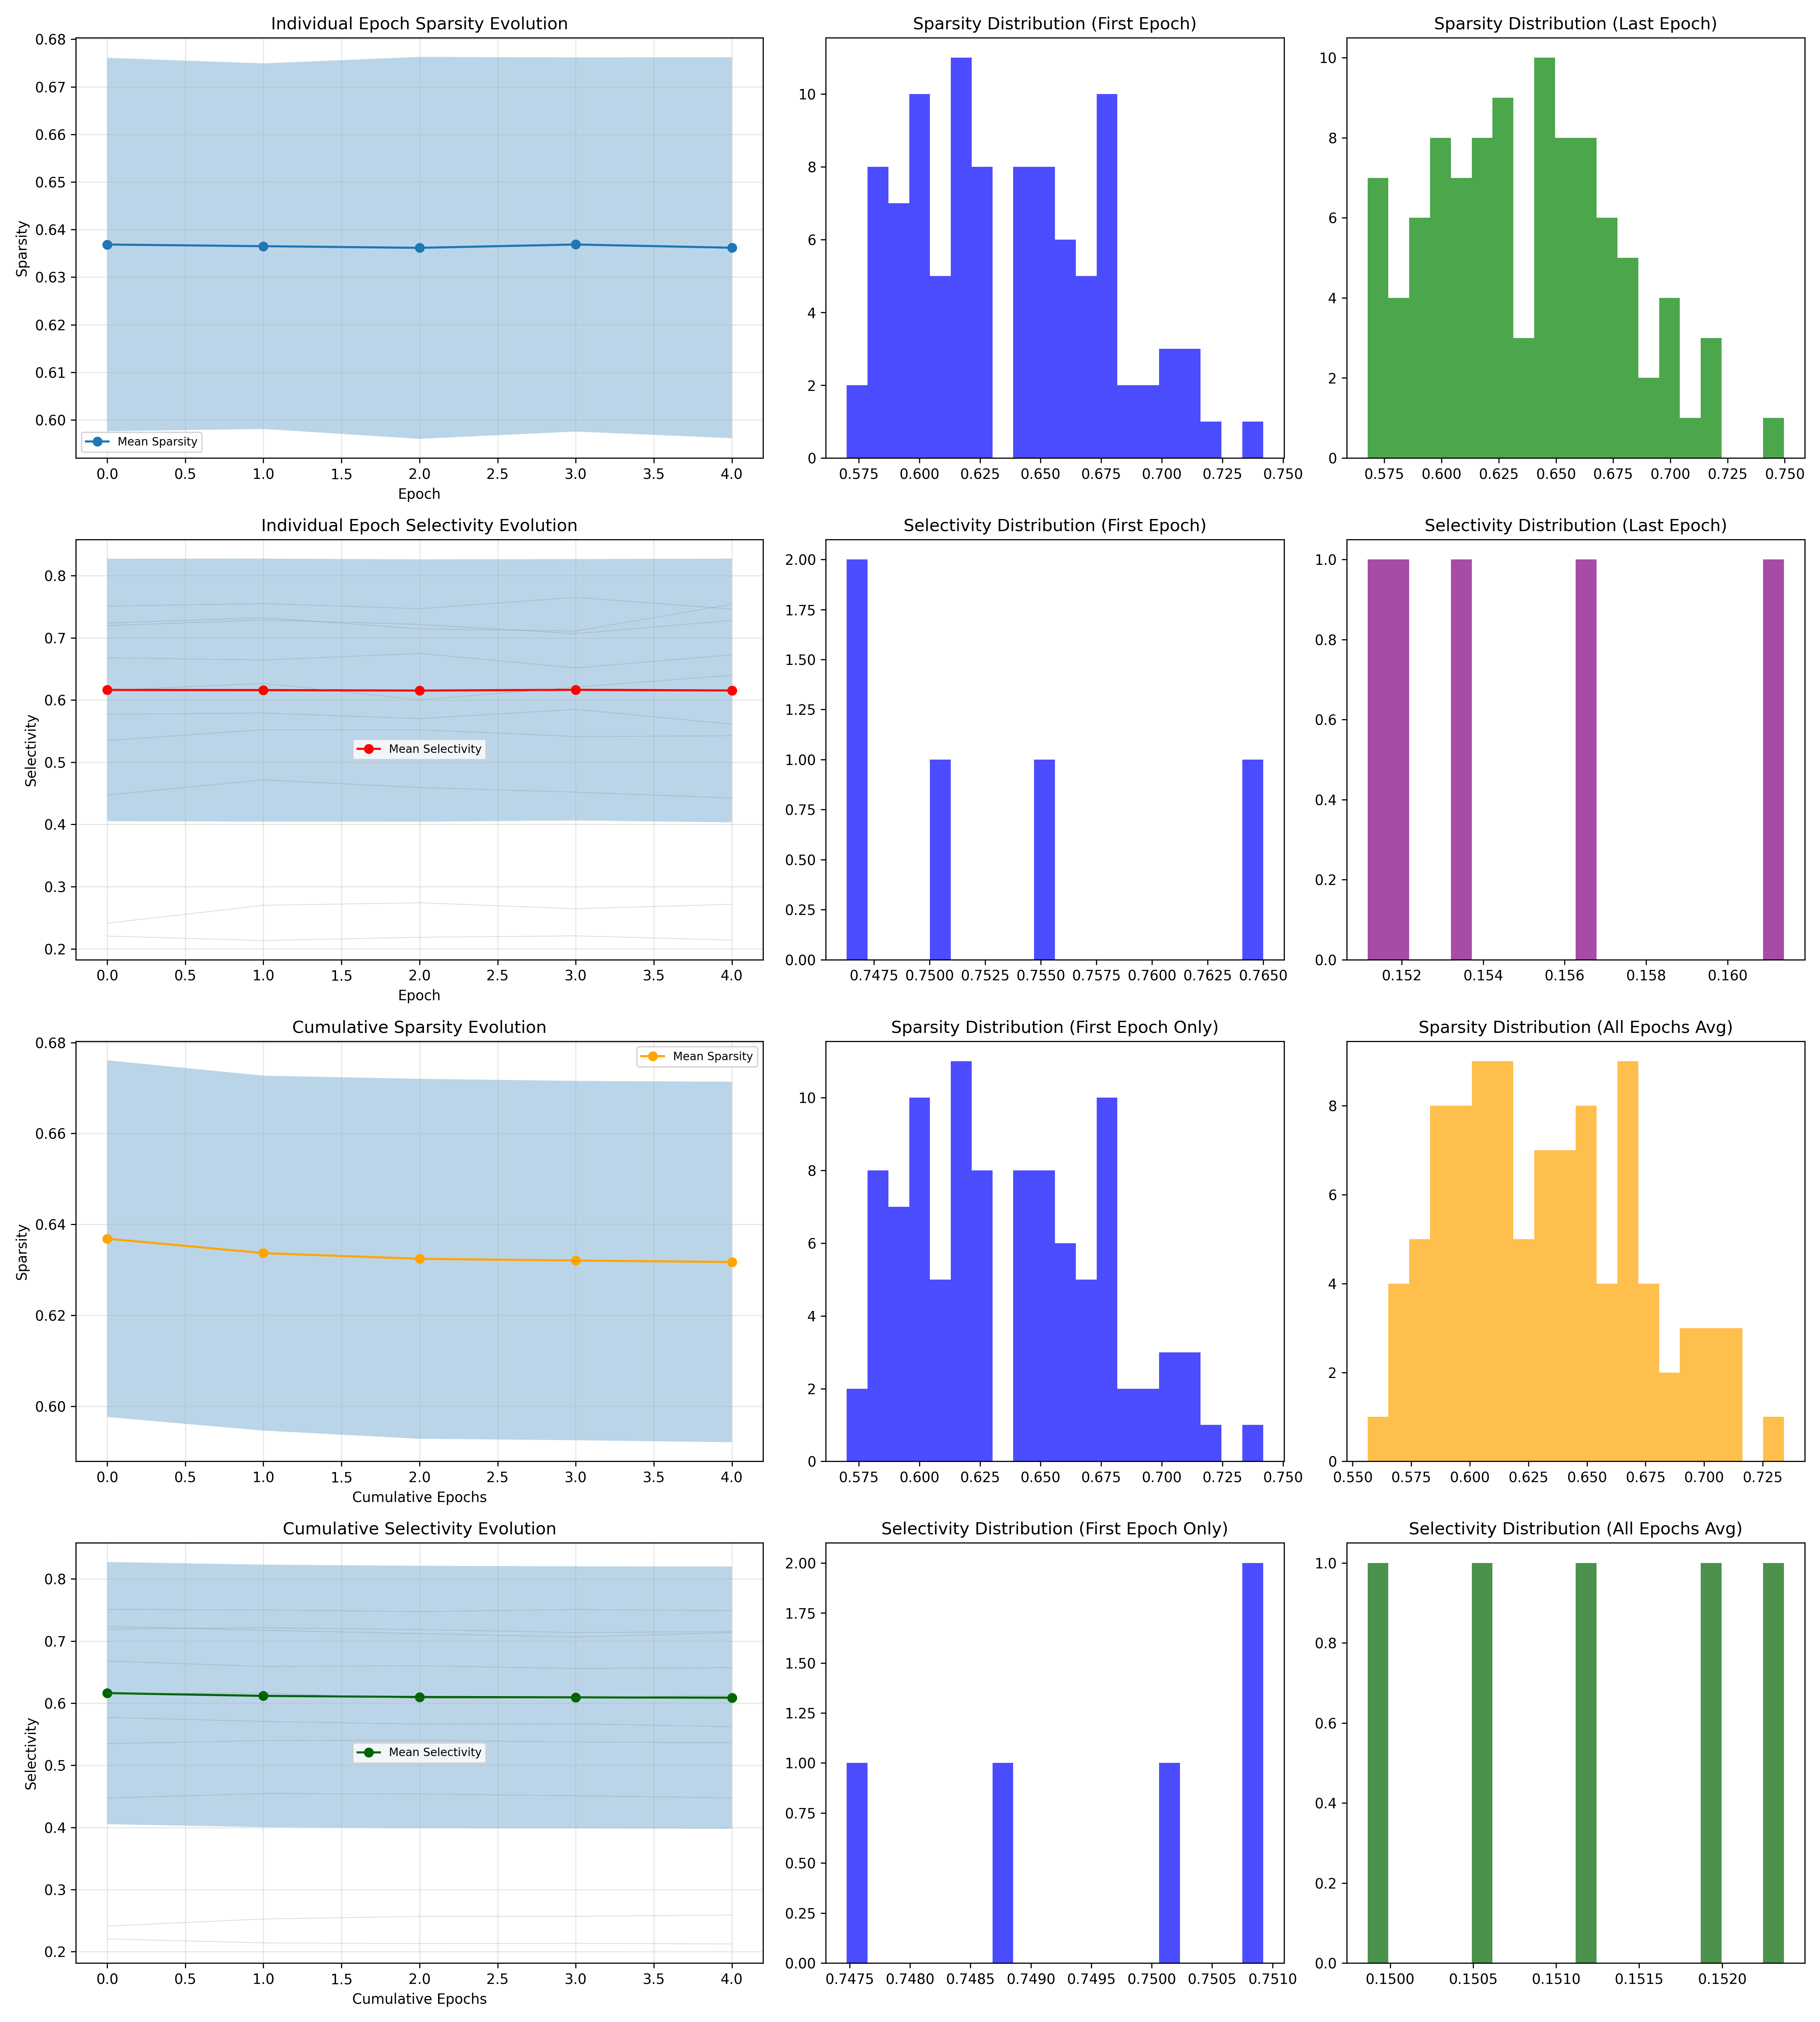 Individual Epoch Sparsity Evolution
Sparsity
0.68
0.67
0.66
0.65
0.64
0.63
0.62
0.61
0.60
Mean Sparsity
0.0 0.5 1.0 1.5 2.0 2.5 3.0 3.5 4.0
Epoch
Sparsity Distribution (First Epoch)
10
8
6
4
2
0
0.575 0.600 0.625 0.650 0.675 0.700 0.725 0.750
Sparsity Distribution (Last Epoch)
10
8
6
4
2
0
0.575 0.600 0.625 0.650 0.675 0.700 0.725 0.750
Individual Epoch Selectivity Evolution
Selectivity
0.8
0.7
0.6
0.5
0.4
0.3
0.2
Mean Selectivity
0.0 0.5 1.0 1.5 2.0 2.5 3.0 3.5 4.0
Epoch
Selectivity Distribution (First Epoch)
2.00
1.75
1.50
1.25
1.00
0.75
0.50
0.25
0.00
0.7475 0.7500 0.7525 0.7550 0.7575 0.7600 0.7625 0.7650
Selectivity Distribution (Last Epoch)
1.0
0.8
0.6
0.4
0.2
0.0
0.152 0.154 0.156 0.158 0.160
Cumulative Sparsity Evolution
Sparsity
0.68
0.66
0.64
0.62
0.60
Mean Sparsity
0.0 0.5 1.0 1.5 2.0 2.5 3.0 3.5 4.0
Cumulative Epochs
Sparsity Distribution (First Epoch Only)
10
8
6
4
2
0
0.575 0.600 0.625 0.650 0.675 0.700 0.725 0.750
Sparsity Distribution (All Epochs Avg)
8
6
4
2
0
0.550 0.575 0.600 0.625 0.650 0.675 0.700 0.725
Cumulative Selectivity Evolution
Selectivity
0.8
0.7
0.6
0.5
0.4
0.3
0.2
Mean Selectivity
0.0 0.5 1.0 1.5 2.0 2.5 3.0 3.5 4.0
Cumulative Epochs
Selectivity Distribution (First Epoch Only)
2.00
1.75
1.50
1.25
1.00
0.75
0.50
0.25
0.00
0.7475 0.7480 0.7485 0.7490 0.7495 0.7500 0.7505 0.7510
Selectivity Distribution (All Epochs Avg)
1.0
0.8
0.6
0.4
0.2
0.0
0.1500 0.1505 0.1510 0.1515 0.1520